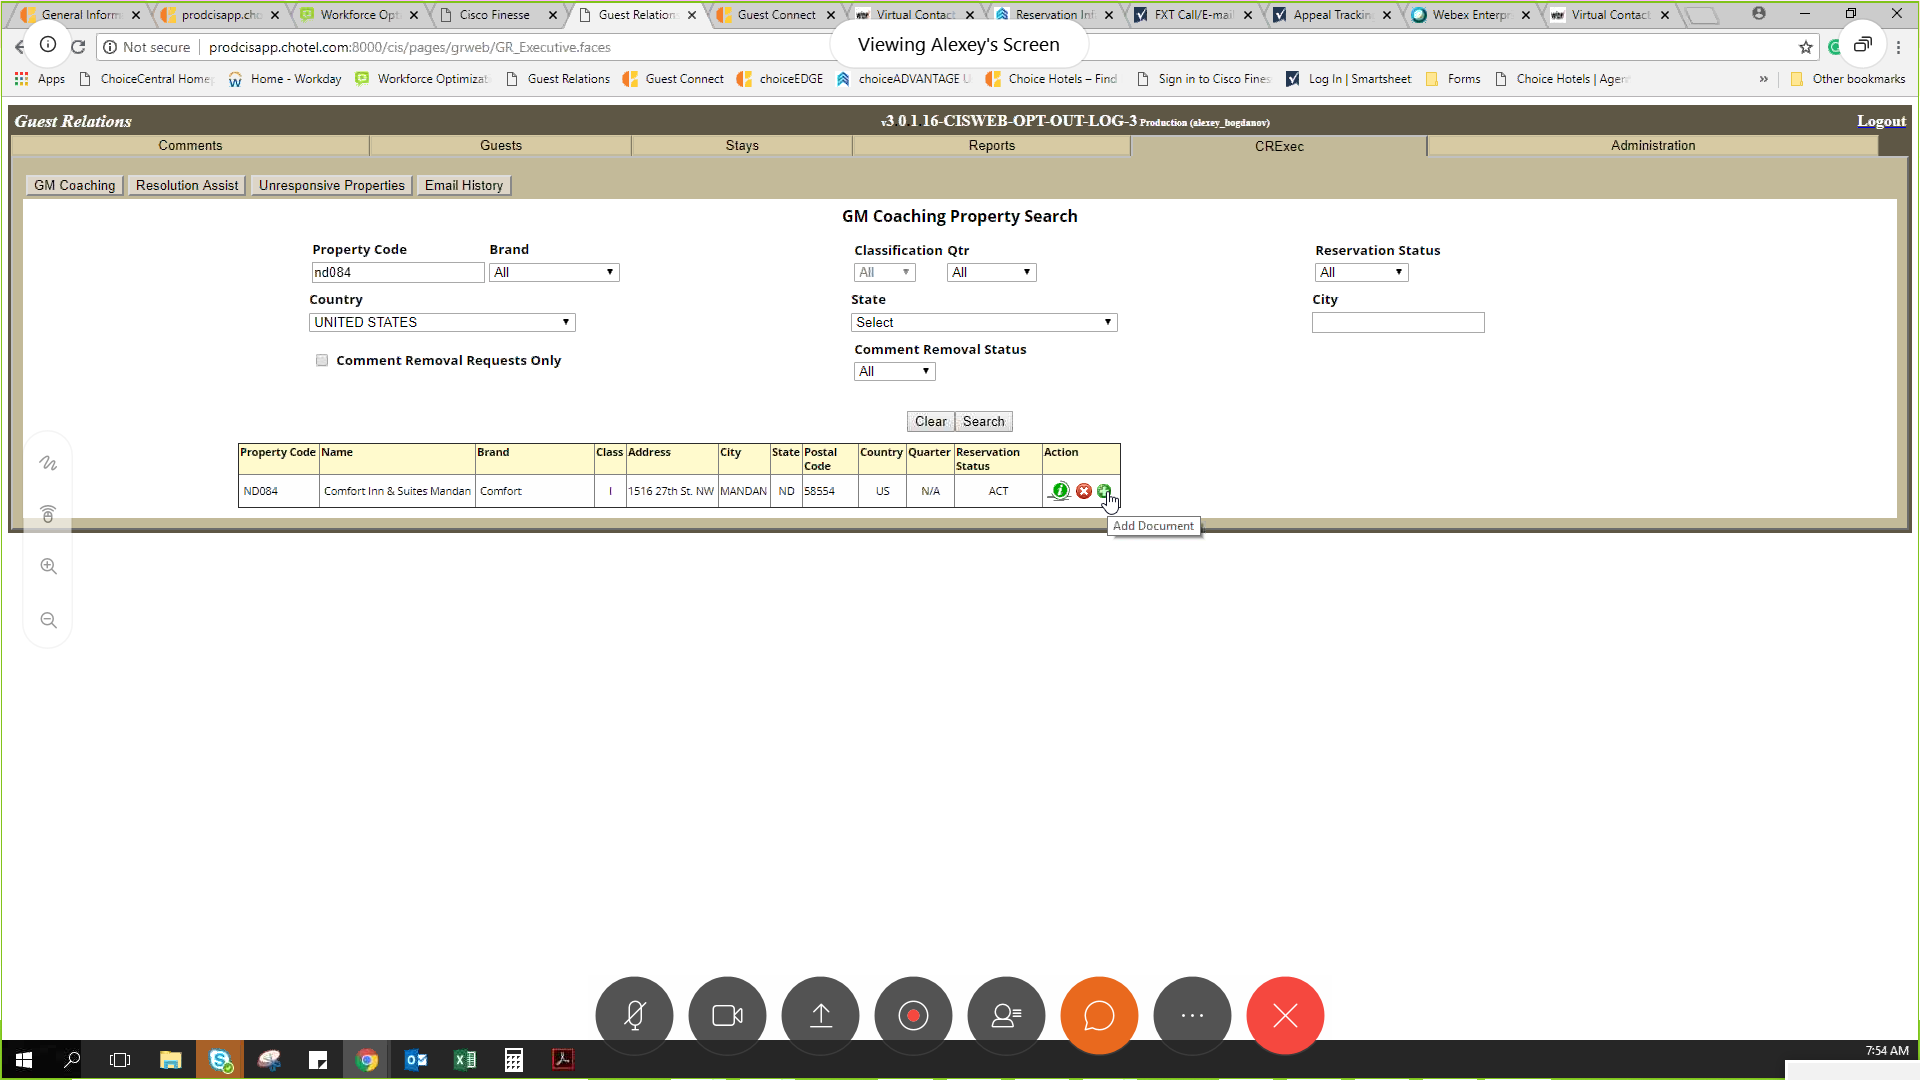 General Inform
prodcisapp.cho
Workforce Opti
Cisco Finesse
Guest Relation
Guest Connect
Virtual Contact
Reservation Inf
FXT Call/E-mail
Appeal Trackin
Webex Enterpr
Virtual Contact
Not secure
prodcisapp.chotel.com:8000/cis/pages/grweb/GR_Executive.faces
Viewing Alexey's Screen
Apps
ChoiceCentral Home
Home - Workday
Workforce Optimizat
Guest Relations
Guest Connect
choiceEDGE
choiceADVANTAGE U
Choice Hotels – Find
Sign in to Cisco Fines
Log In | Smartsheet
Forms
Choice Hotels | Agen
»
Other bookmarks
Guest Relations
v3 0 1 16-CISWEB-OPT-OUT-LOG-3 Production (alexey_bogdanov)
Logout
Comments
Guests
Stays
Reports
CRExec
Administration
GM Coaching
Resolution Assist
Unresponsive Properties
Email History
GM Coaching Property Search
Property Code
Brand
Classification Qtr
Reservation Status
nd084
All
All
All
All
Country
State
City
UNITED STATES
Select
Comment Removal Requests Only
Comment Removal Status
All
Clear
Search
Property Code Name Brand Class Address City State Postal Code Country Quarter Reservation Status Action
ND084 Comfort Inn & Suites Mandan Comfort I 1516 27th St. NW MANDAN ND 58554 US N/A ACT
Add Document
7:54 AM